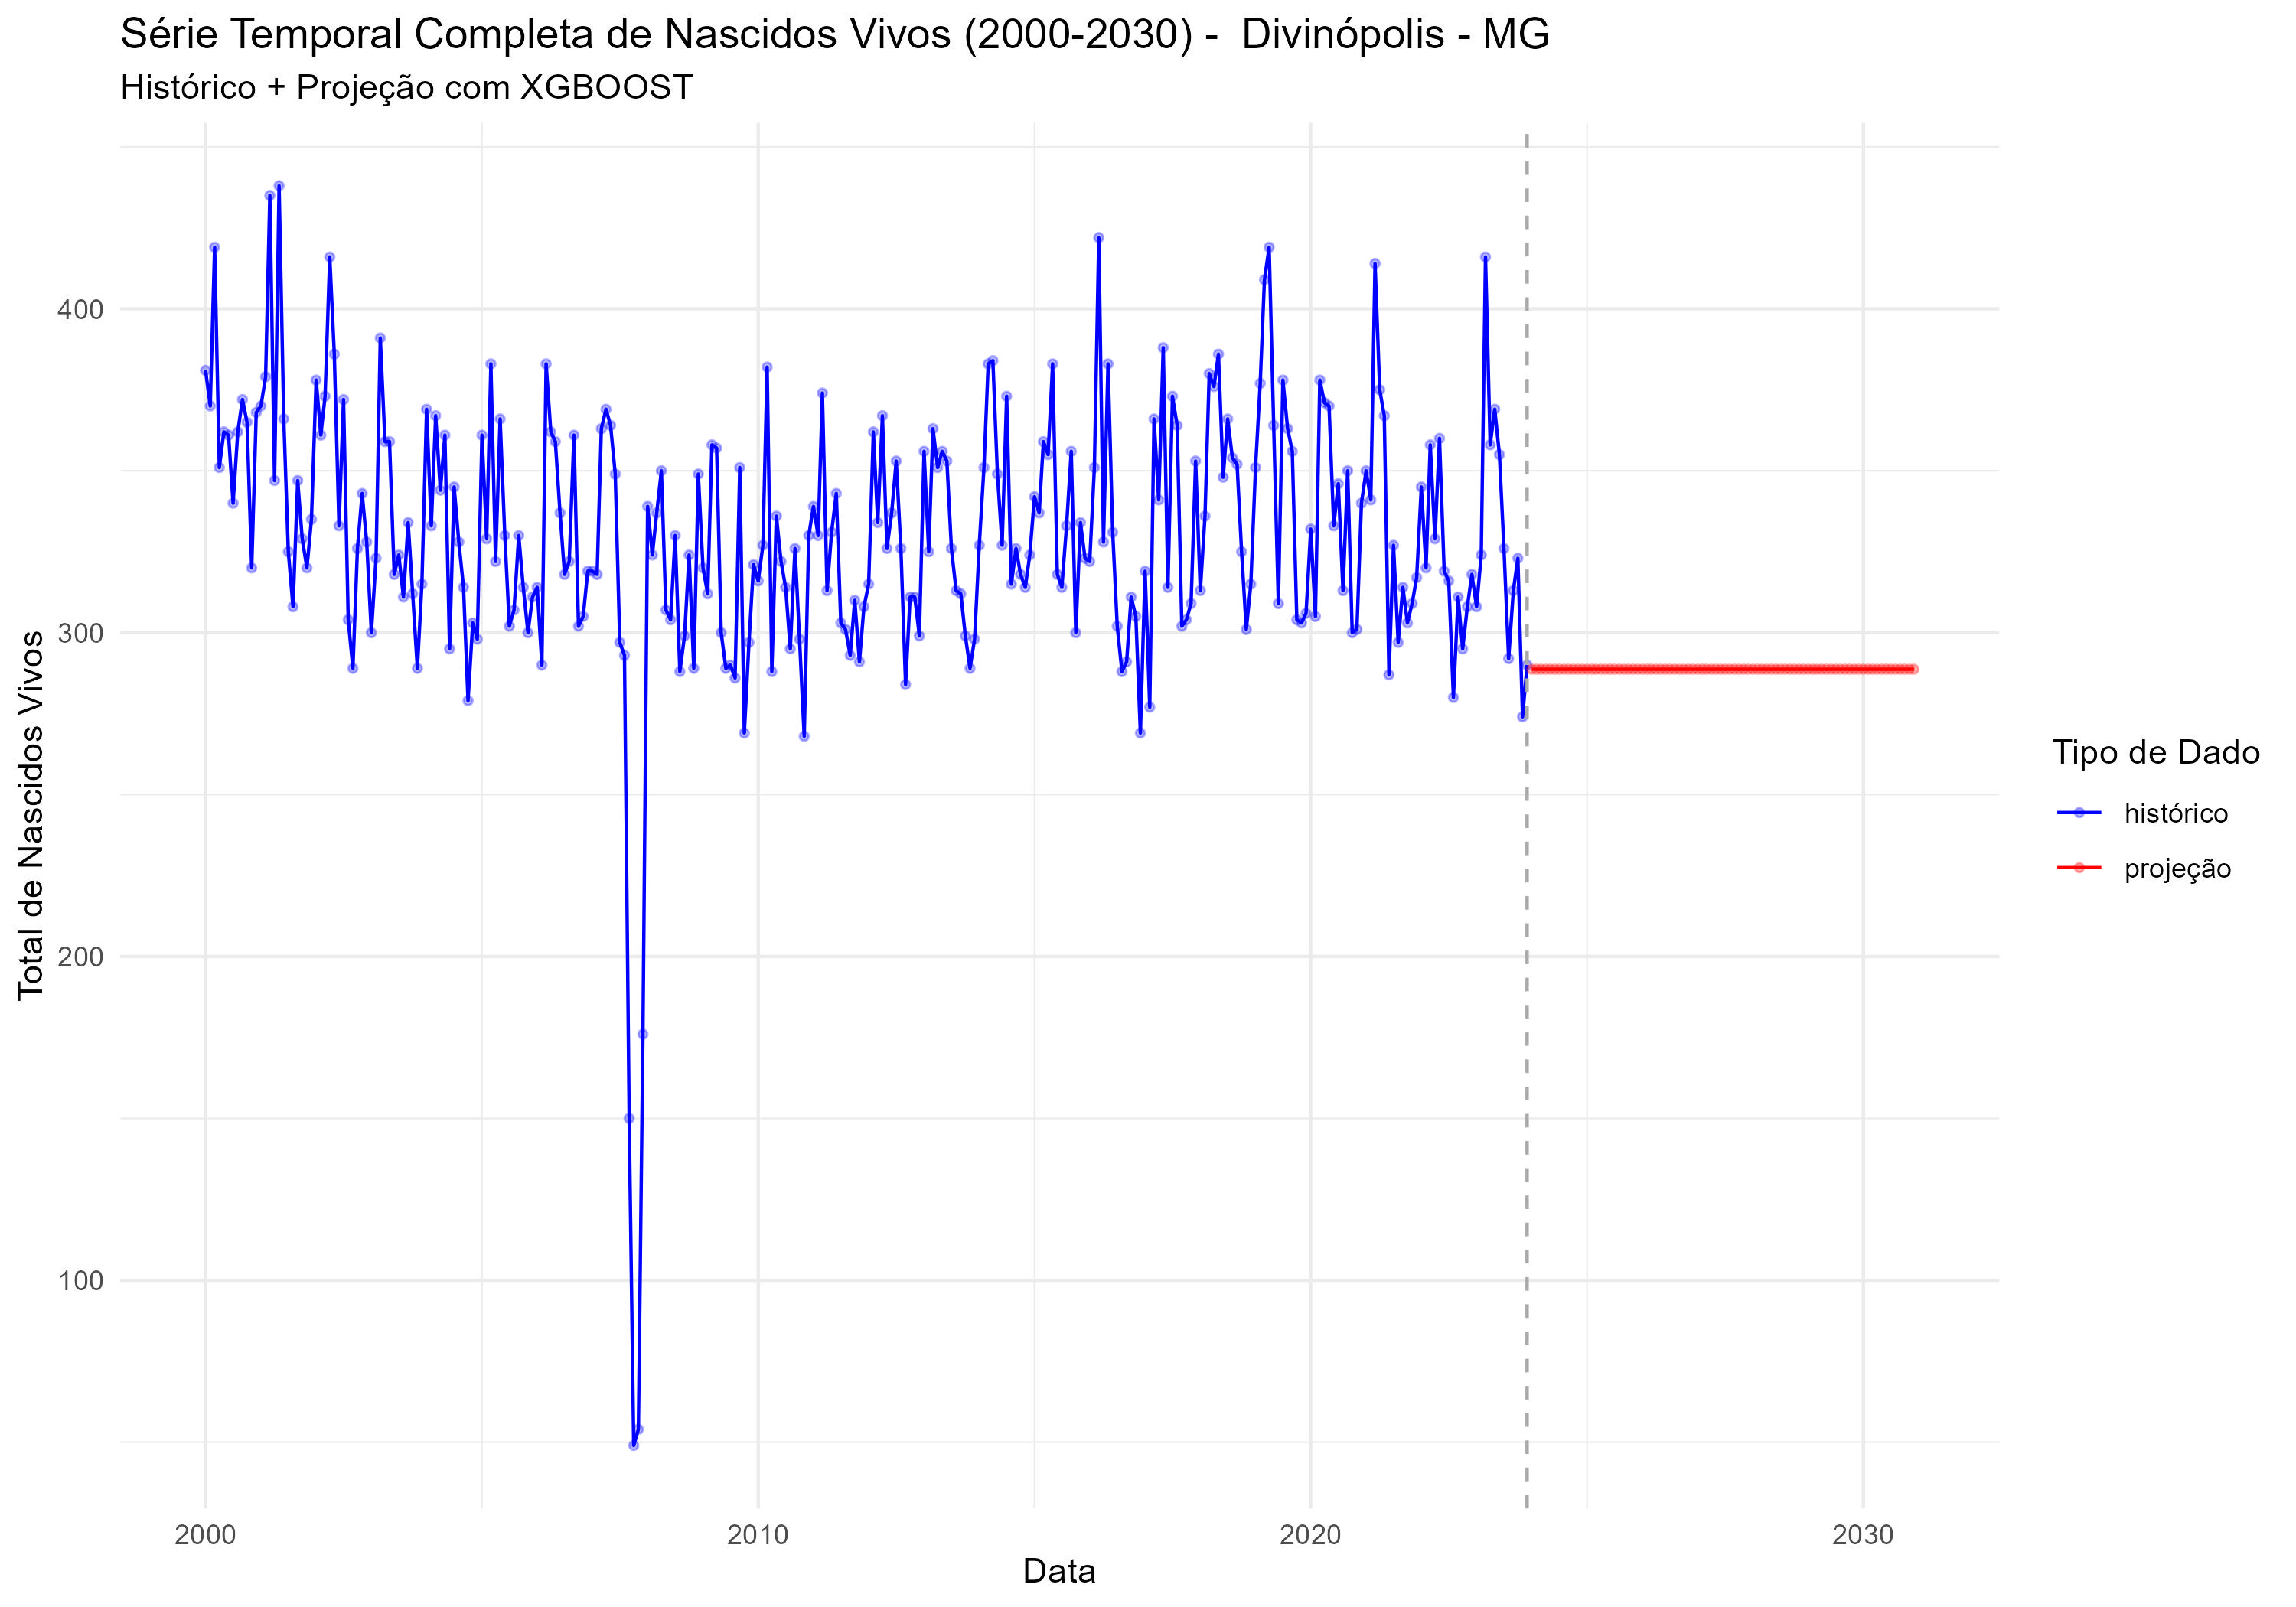 Série Temporal Completa de Nascidos Vivos (2000-2030) -  Divinópolis - MG
Histórico + Projeção com XGBOOST
Total de Nascidos Vivos
400
300
200
100
2000
2010
2020
2030
Data
Tipo de Dado
histórico
projeção